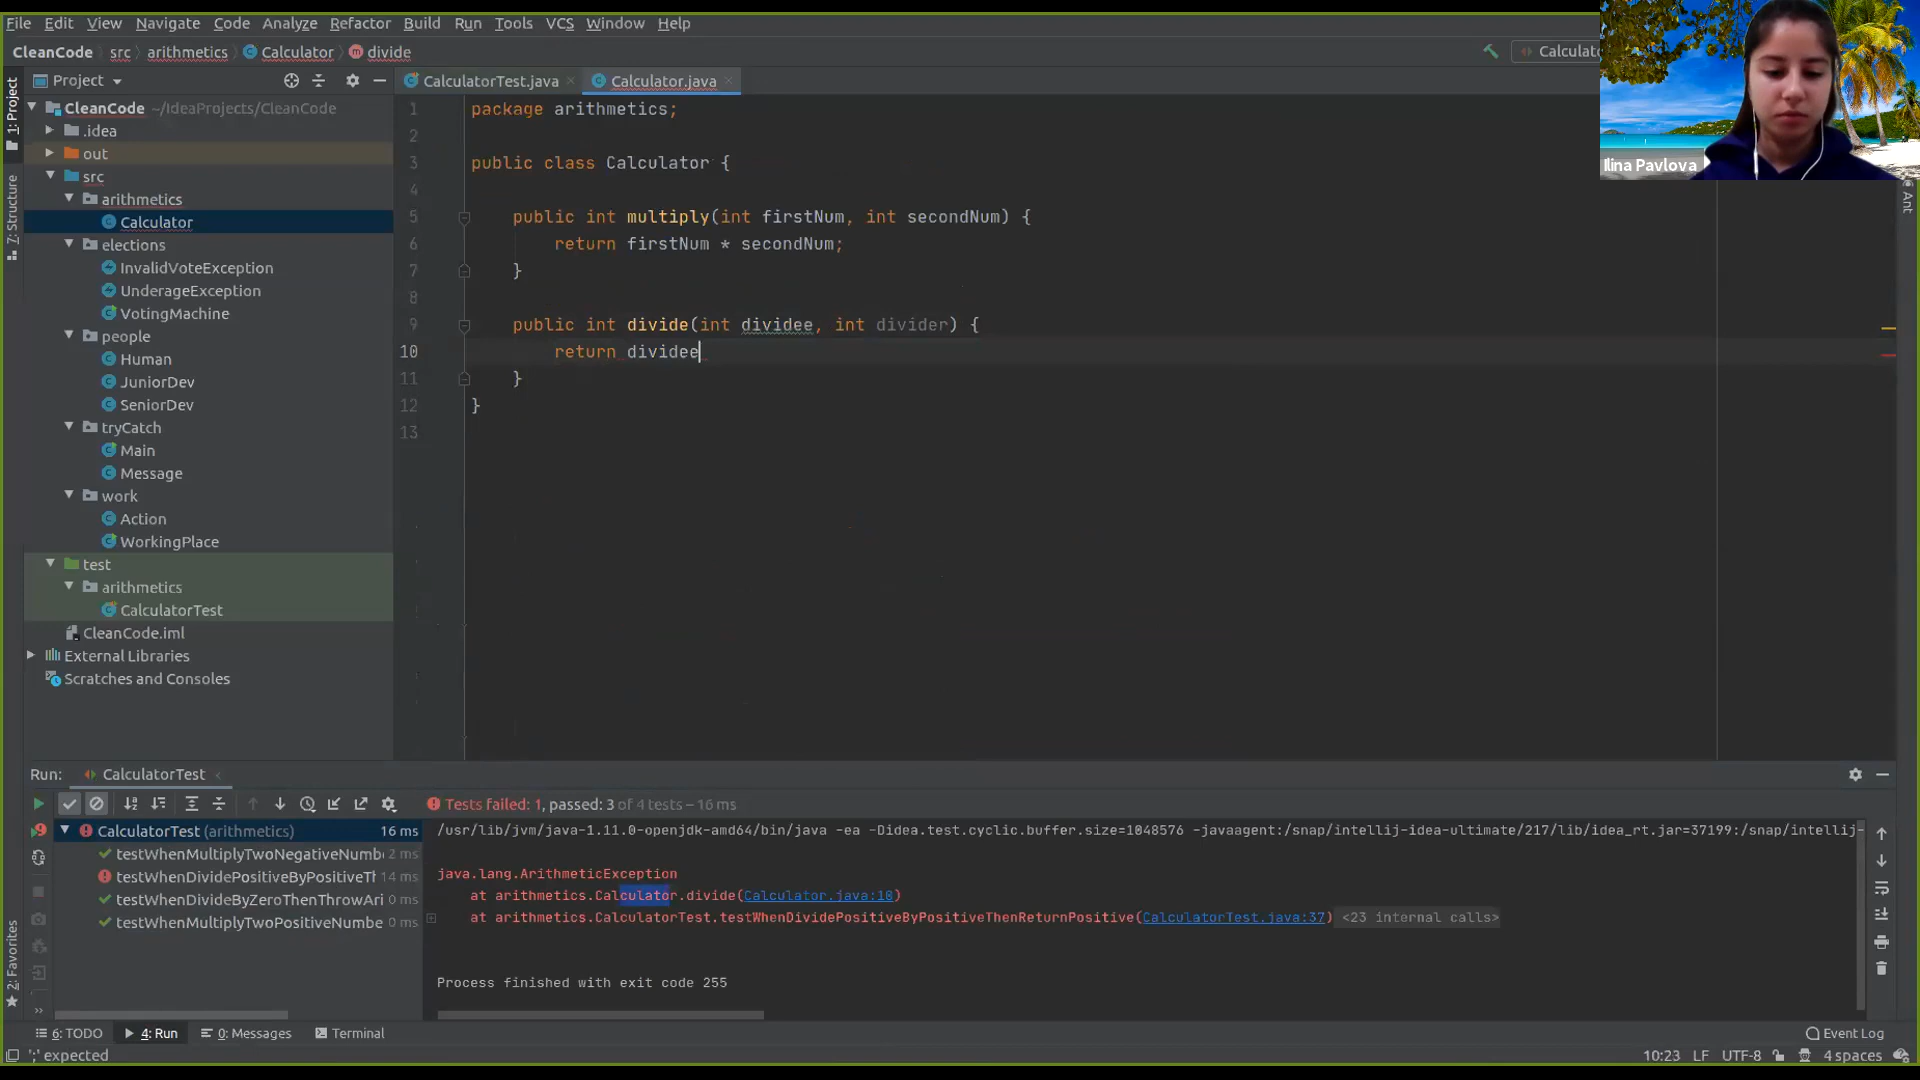 File Edit View Navigate Code Analyze Refactor Build Run Tools VCS Window Help
CleanCode src arithmetics Calculator divide
Project
CalculatorTest.java Calculator.java
CleanCode ~/IdeaProjects/CleanCode
.idea
out
src
arithmetics
Calculator
elections
InvalidVoteException
UnderageException
VotingMachine
people
Human
JuniorDev
SeniorDev
tryCatch
Main
Message
work
Action
WorkingPlace
test
arithmetics
CalculatorTest
CleanCode.iml
External Libraries
Scratches and Consoles
1: Project
7: Structure
2: Favorites
1 package arithmetics;
2
3 public class Calculator {
4
5 public int multiply(int firstNum, int secondNum) {
6 return firstNum * secondNum;
7 }
8
9 public int divide(int dividee, int divider) {
10 return dividee
11 }
12 }
13
Ilina Pavlova
Ant
Run: CalculatorTest
Tests failed: 1, passed: 3 of 4 tests – 16 ms
CalculatorTest (arithmetics) 16 ms
testWhenMultiplyTwoNegativeNumb 2 ms
testWhenDividePositiveByPositiveTh 14 ms
testWhenDivideByZeroThenThrowAri 0 ms
testWhenMultiplyTwoPositiveNumbe 0 ms
/usr/lib/jvm/java-1.11.0-openjdk-amd64/bin/java -ea -Didea.test.cyclic.buffer.size=1048576 -javaagent:/snap/intellij-idea-ultimate/217/lib/idea_rt.jar=37199:/snap/intellij-
java.lang.ArithmeticException
at arithmetics.Calculator.divide(Calculator.java:10)
at arithmetics.CalculatorTest.testWhenDividePositiveByPositiveThenReturnPositive(CalculatorTest.java:37) <23 internal calls>
Process finished with exit code 255
6: TODO 4: Run 0: Messages Terminal Event Log
';' expected 10:23 LF UTF-8 4 spaces